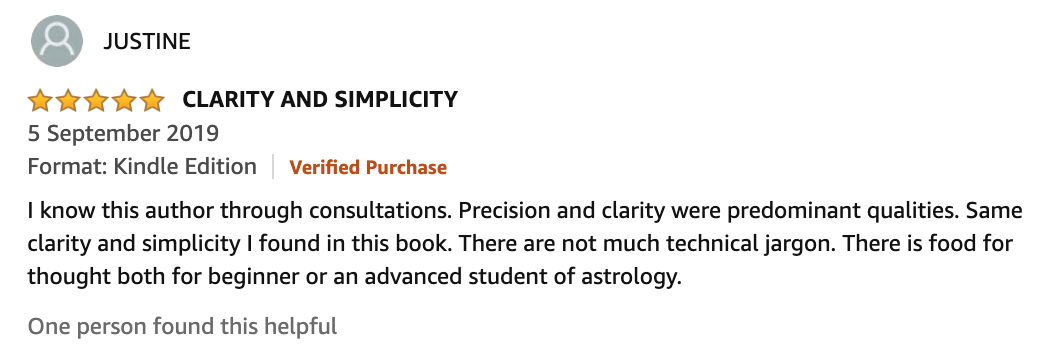 JUSTINE
CLARITY AND SIMPLICITY
5 September 2019
Format: Kindle Edition | Verified Purchase
I know this author through consultations. Precision and clarity were predominant qualities. Same
clarity and simplicity I found in this book. There are not much technical jargon. There is food for
thought both for beginner or an advanced student of astrology.
One person found this helpful